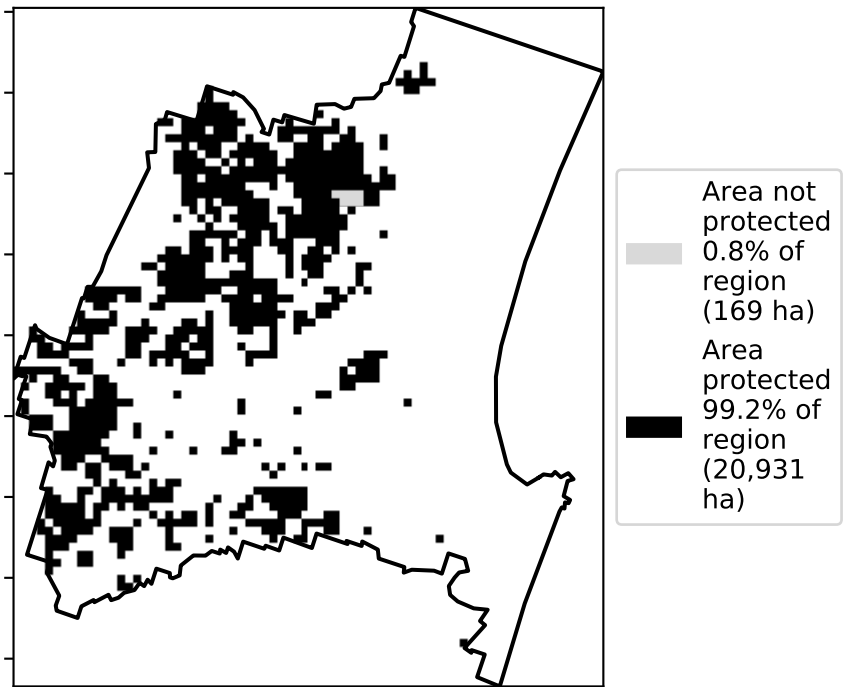 Area not
protected
0.8% of
region
(169 ha)
Area
protected
99.2% of
region
(20,931
ha)